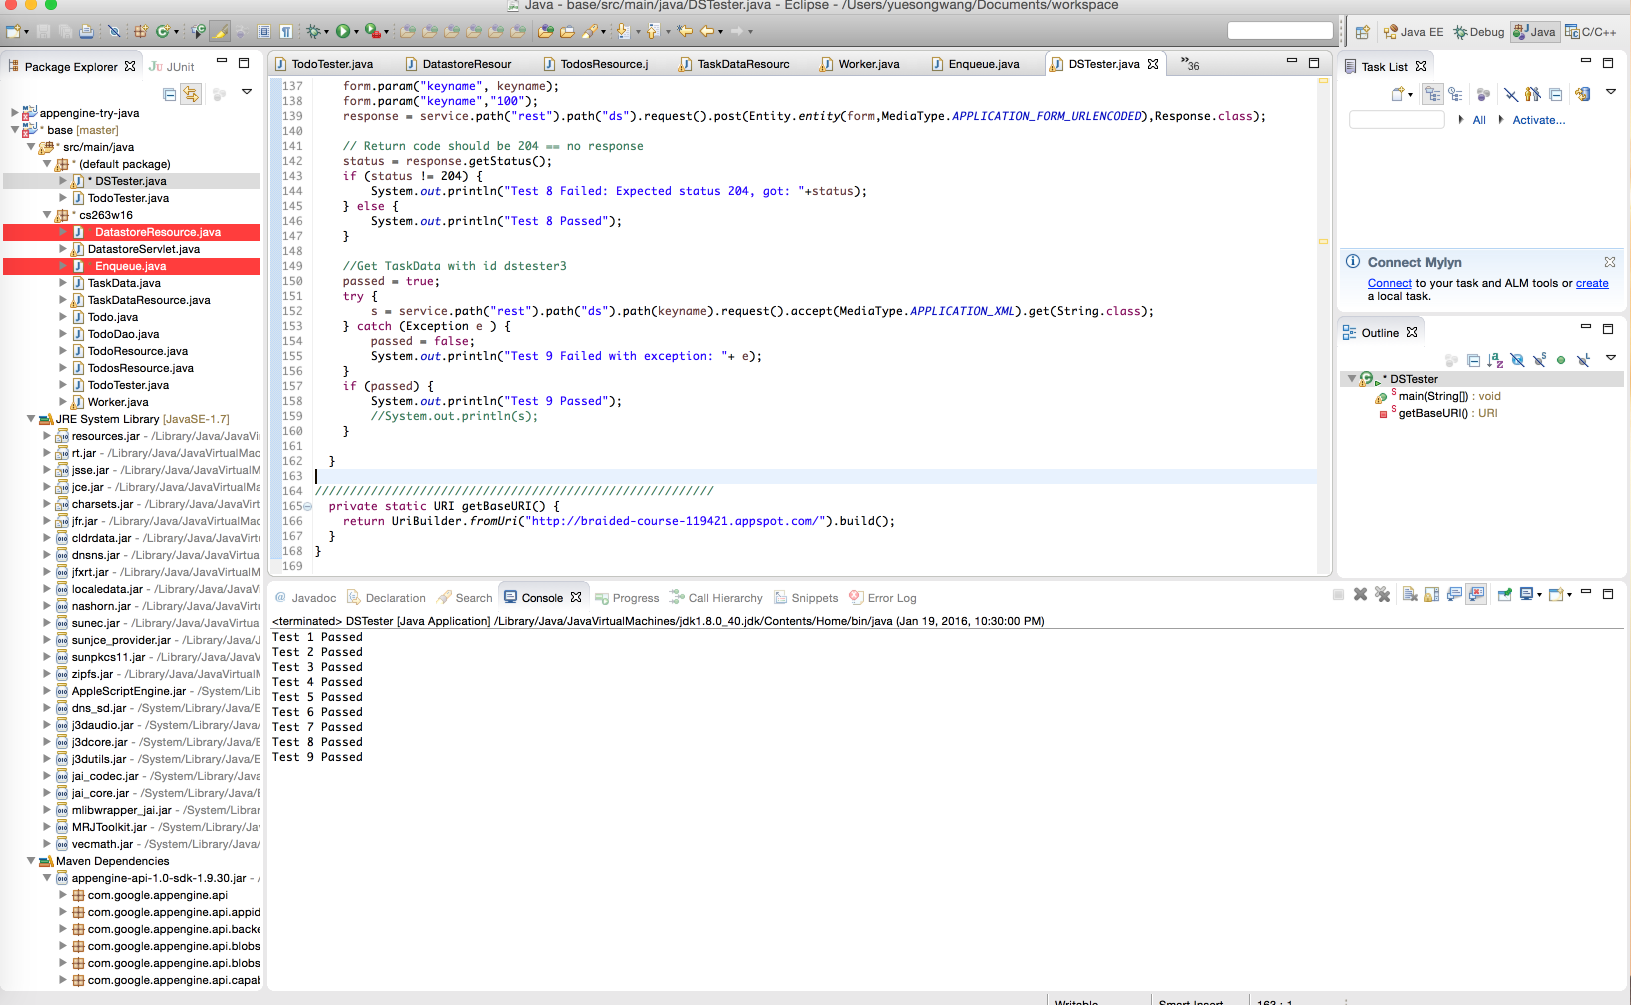 Java - base/src/main/java/DSTester.java - Eclipse - /Users/yuesongwang/Documents/workspace
Java EE
Debug
Java
C/C++
Package Explorer
JUnit
appengine-try-java
* base [master]
* src/main/java
* (default package)
* DSTester.java
TodoTester.java
* cs263w16
DatastoreResource.java
DatastoreServlet.java
Enqueue.java
TaskData.java
TaskDataResource.java
Todo.java
TodoDao.java
TodoResource.java
TodosResource.java
TodoTester.java
Worker.java
JRE System Library [JavaSE-1.7]
resources.jar - /Library/Java/JavaVi
rt.jar - /Library/Java/JavaVirtualMac
jsse.jar - /Library/Java/JavaVirtualM
jce.jar - /Library/Java/JavaVirtualMa
charsets.jar - /Library/Java/JavaVirt
jfr.jar - /Library/Java/JavaVirtualMac
cldrdata.jar - /Library/Java/JavaVirt
dnsns.jar - /Library/Java/JavaVirtua
jfxrt.jar - /Library/Java/JavaVirtualM
localedata.jar - /Library/Java/JavaVi
nashorn.jar - /Library/Java/JavaVirt
sunec.jar - /Library/Java/JavaVirtua
sunjce_provider.jar - /Library/Java/
sunpkcs11.jar - /Library/Java/JavaV
zipfs.jar - /Library/Java/JavaVirtualM
AppleScriptEngine.jar - /System/Lib
dns_sd.jar - /System/Library/Java/E
j3daudio.jar - /System/Library/Java/
j3dcore.jar - /System/Library/Java/E
j3dutils.jar - /System/Library/Java/E
jai_codec.jar - /System/Library/Java
jai_core.jar - /System/Library/Java/E
mlibwrapper_jai.jar - /System/Librar
MRJToolkit.jar - /System/Library/Ja
vecmath.jar - /System/Library/Java/
Maven Dependencies
appengine-api-1.0-sdk-1.9.30.jar - /
com.google.appengine.api
com.google.appengine.api.appid
com.google.appengine.api.backe
com.google.appengine.api.blobs
com.google.appengine.api.blobs
com.google.appengine.api.capab
TodoTester.java
DatastoreResour
TodosResource.j
TaskDataResourc
Worker.java
Enqueue.java
DSTester.java
»36
137 form.param("keyname", keyname);
138 form.param("keyname","100");
139 response = service.path("rest").path("ds").request().post(Entity.entity(form,MediaType.APPLICATION_FORM_URLENCODED),Response.class);
140
141 // Return code should be 204 == no response
142 status = response.getStatus();
143 if (status != 204) {
144 System.out.println("Test 8 Failed: Expected status 204, got: "+status);
145 } else {
146 System.out.println("Test 8 Passed");
147 }
148
149 //Get TaskData with id dstester3
150 passed = true;
151 try {
152 s = service.path("rest").path("ds").path(keyname).request().accept(MediaType.APPLICATION_XML).get(String.class);
153 } catch (Exception e ) {
154 passed = false;
155 System.out.println("Test 9 Failed with exception: "+ e);
156 }
157 if (passed) {
158 System.out.println("Test 9 Passed");
159 //System.out.println(s);
160 }
161
162 }
163
164 /////////////////////////////////////////////////////////
165 private static URI getBaseURI() {
166 return UriBuilder.fromUri("http://braided-course-119421.appspot.com/").build();
167 }
168 }
169
Task List
All
Activate...
Connect Mylyn
Connect to your task and ALM tools or create
a local task.
Outline
* DSTester
main(String[]) : void
getBaseURI() : URI
@ Javadoc
Declaration
Search
Console
Progress
Call Hierarchy
Snippets
Error Log
<terminated> DSTester [Java Application] /Library/Java/JavaVirtualMachines/jdk1.8.0_40.jdk/Contents/Home/bin/java (Jan 19, 2016, 10:30:00 PM)
Test 1 Passed
Test 2 Passed
Test 3 Passed
Test 4 Passed
Test 5 Passed
Test 6 Passed
Test 7 Passed
Test 8 Passed
Test 9 Passed
Writable
Smart Insert
163 : 1